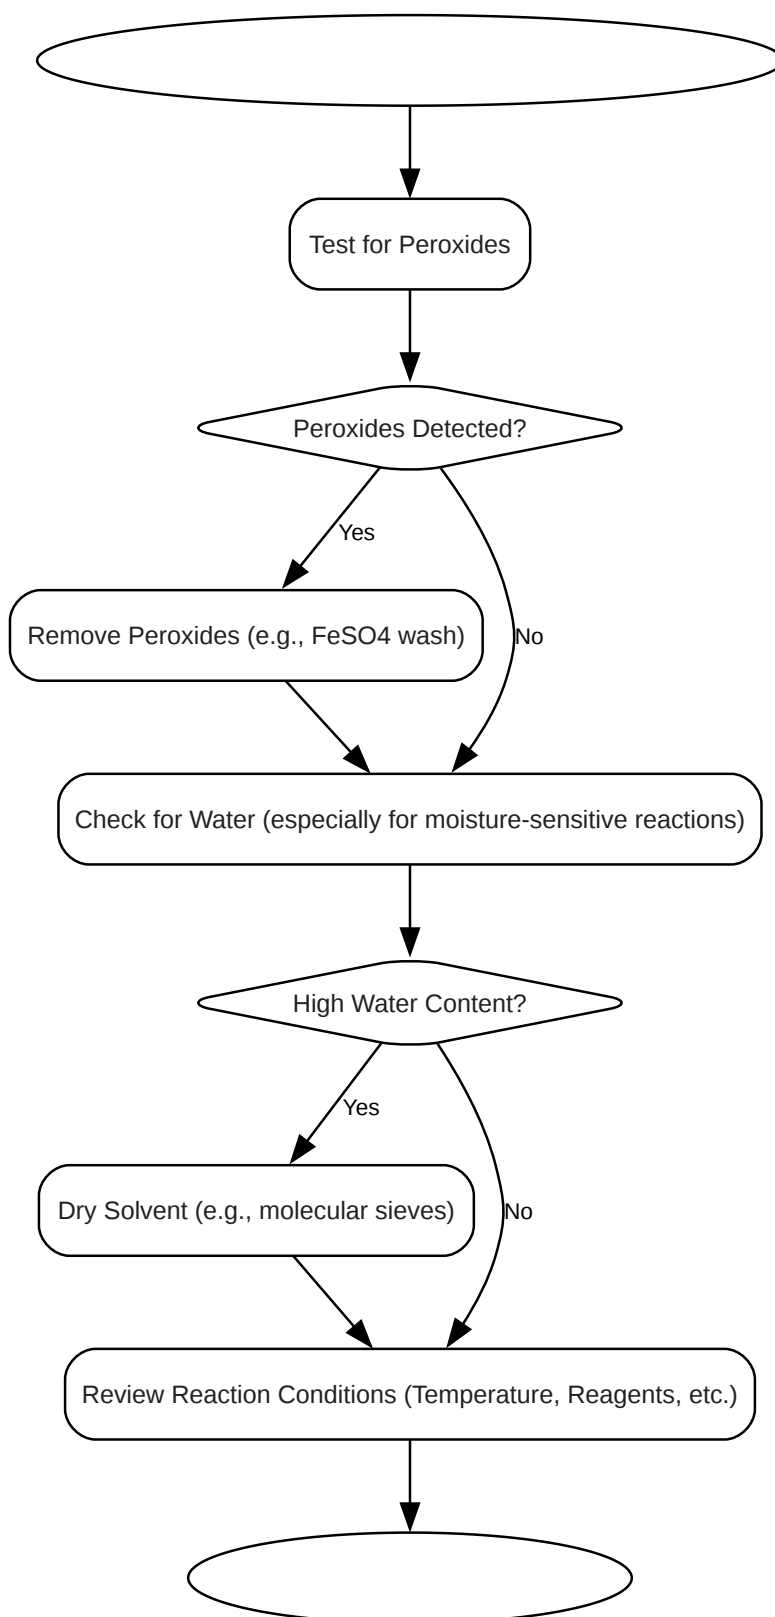 Test for Peroxides
Peroxides Detected?
Yes
Remove Peroxides (e.g., FeSO4 wash)
No
Check for Water (especially for moisture-sensitive reactions)
High Water Content?
Yes
Dry Solvent (e.g., molecular sieves)
No
Review Reaction Conditions (Temperature, Reagents, etc.)